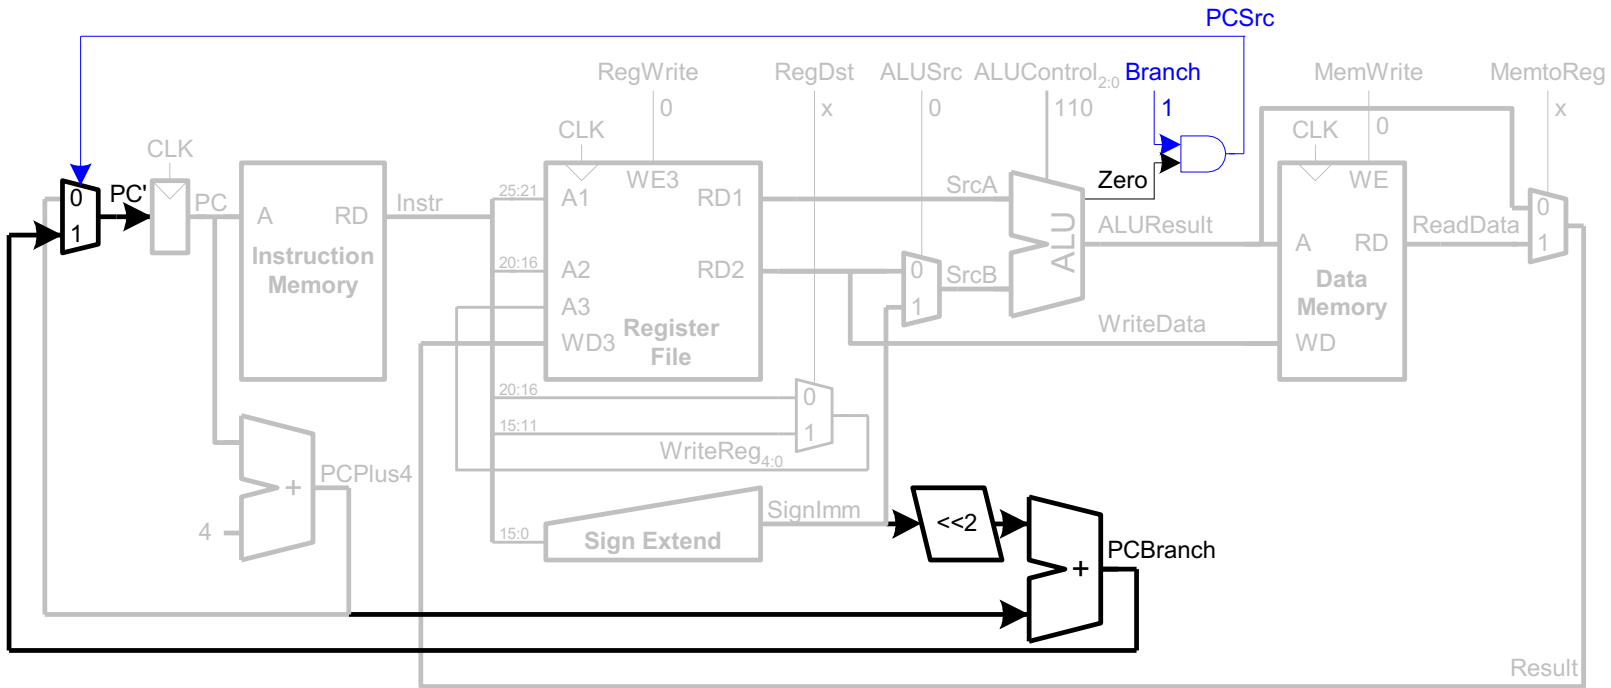 PCSrc
RegWrite RegDst ALUSrc ALUControl2:0 Branch MemWrite MemtoReg
0 x 0 110 1 0 x
CLK CLK CLK
PC' PC Instr
0
1
A RD
Instruction
Memory
25:21 A1 WE3 RD1 SrcA Zero
20:16 A2 RD2 0 SrcB ALU ALUResult
1
A3
WD3 Register
File
WE
A RD ReadData
Data
Memory
WriteData WD
0
1
20:16 0
15:11 1
WriteReg4:0
PCPlus4
+
4
SignImm
15:0 Sign Extend
<<2
+
PCBranch
Result